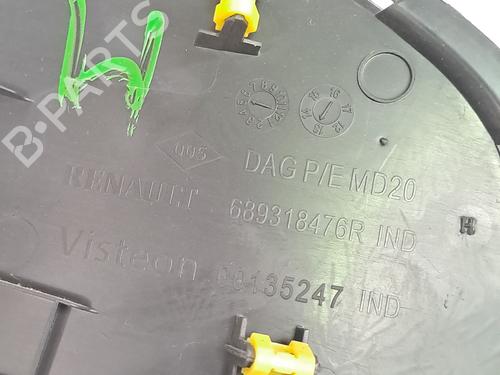 H
005
DAG P/E MD20
RENAULT
689318476R IND
Visteon 00135247 IND
B-PARTS